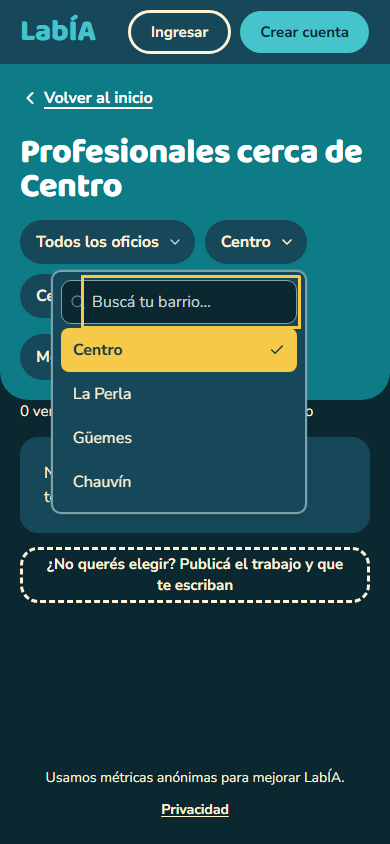 LabÍA
Ingresar
Crear cuenta
Volver al inicio
Profesionales cerca de
Centro
Todos los oficios
Centro
Buscá tu barrio...
Centro
La Perla
Güemes
Chauvín
¿No querés elegir? Publicá el trabajo y que
te escriban
Usamos métricas anónimas para mejorar LabÍA.
Privacidad